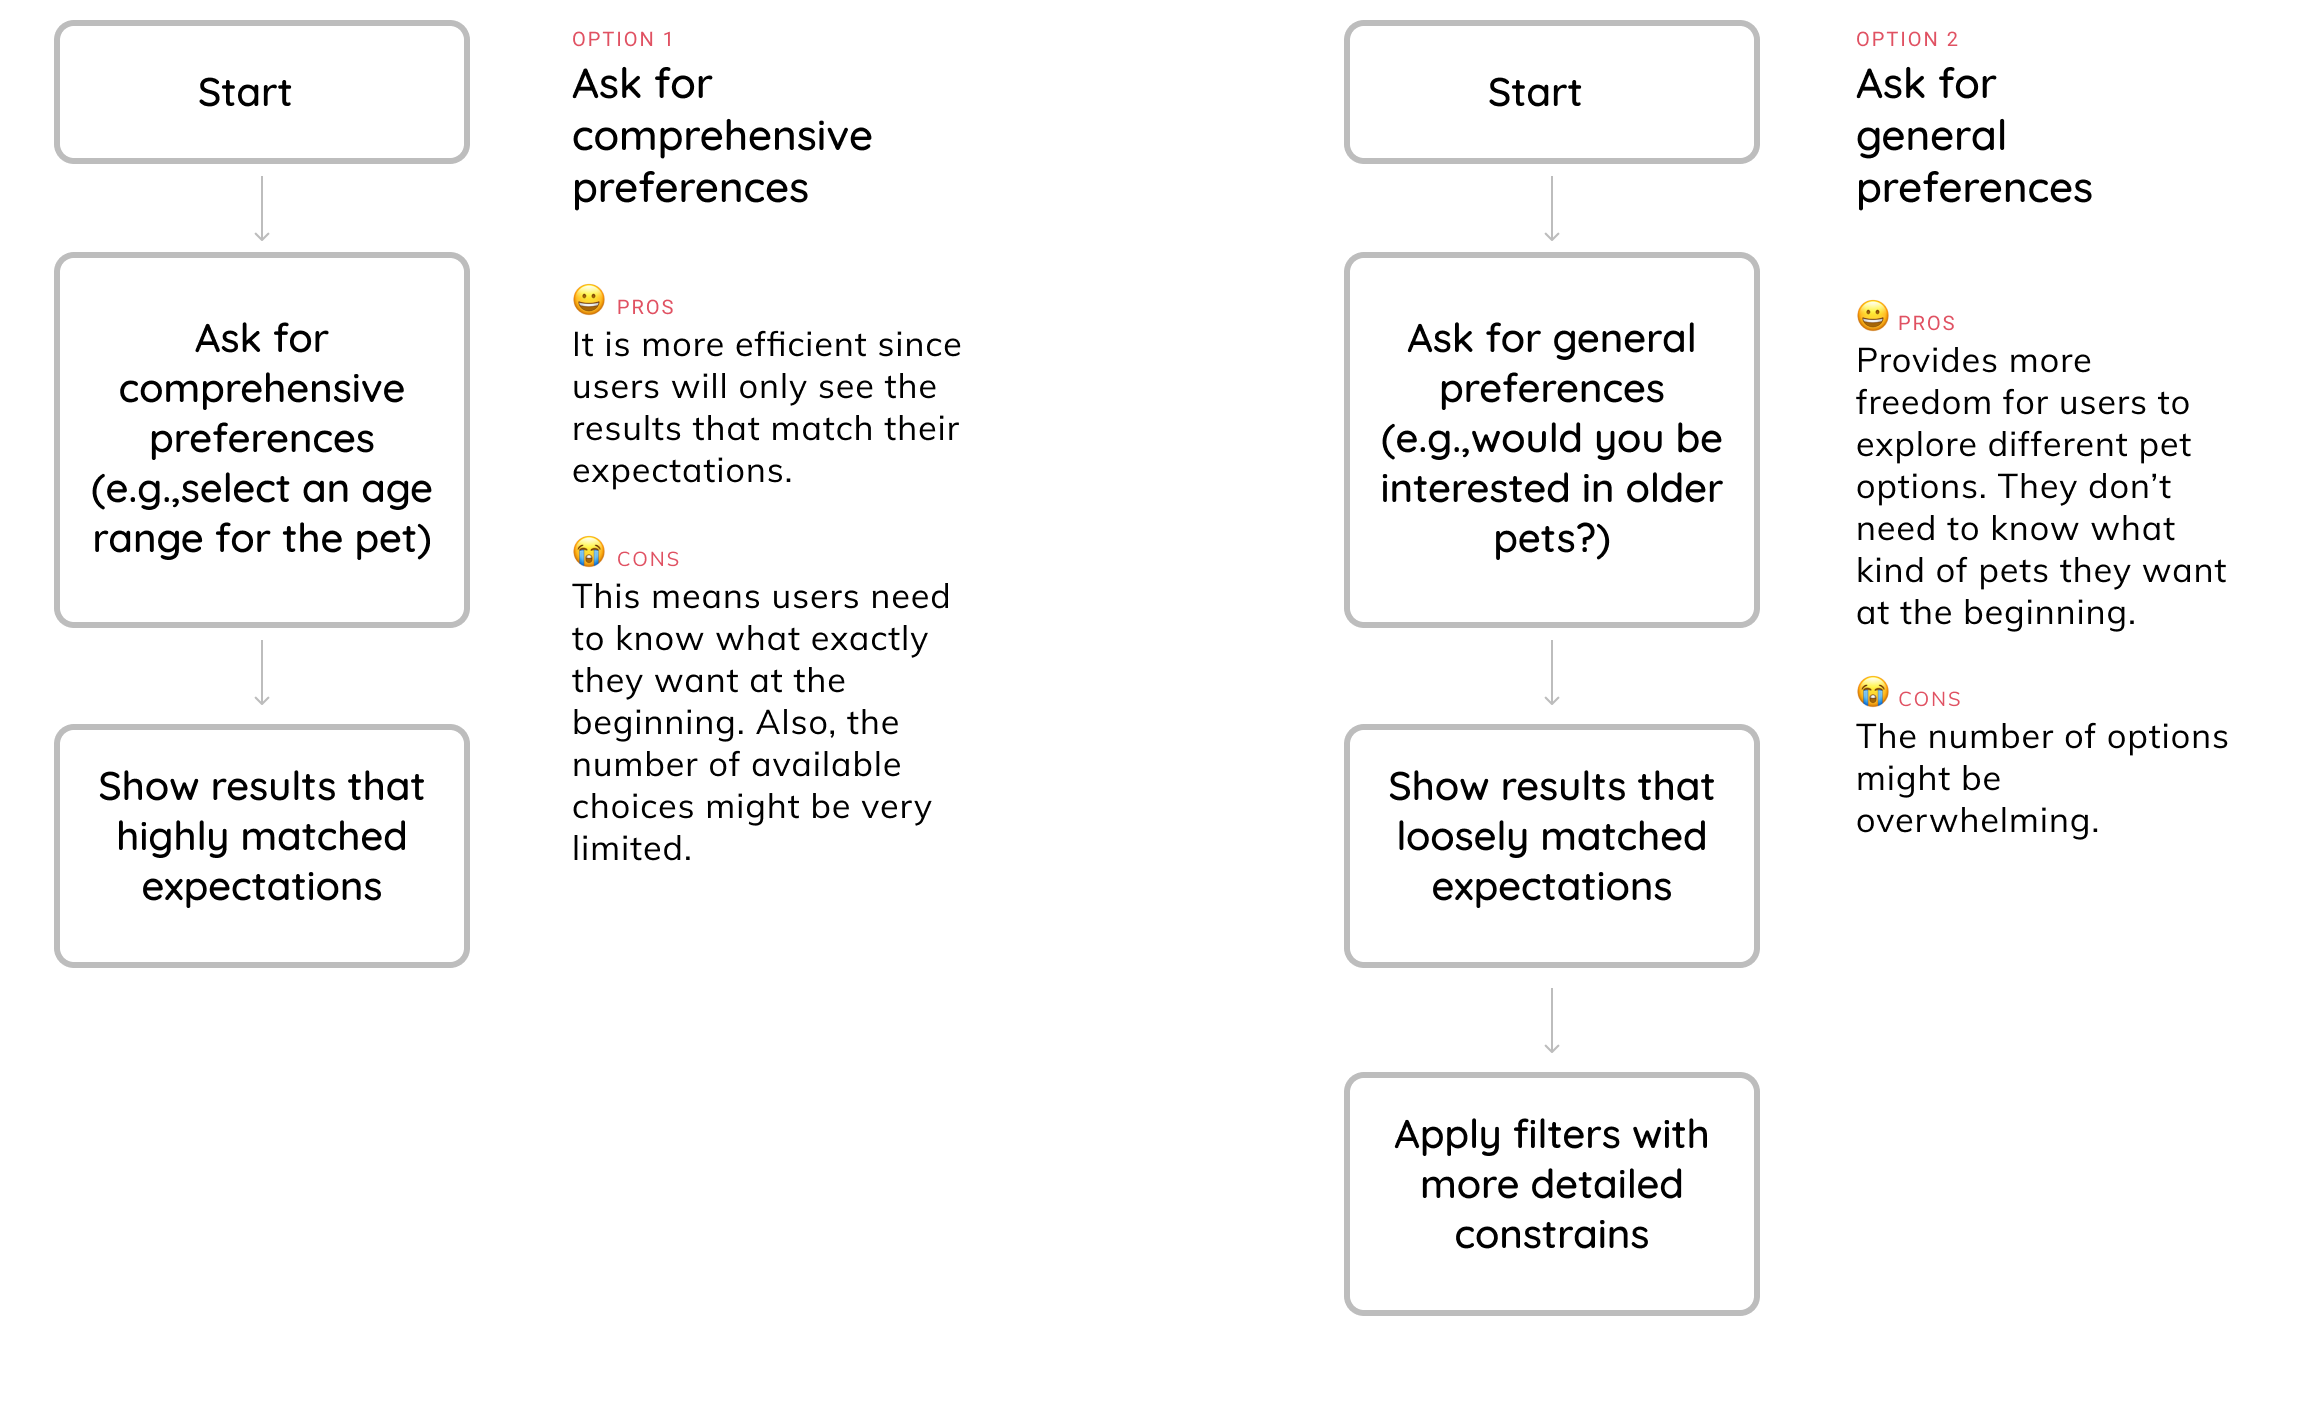 Start
Ask for
comprehensive
preferences
(e.g.,select an age
range for the pet)
Show results that
highly matched
expectations
OPTION 1
Ask for
comprehensive
preferences
😀 PROS
It is more efficient since
users will only see the
results that match their
expectations.
😭 CONS
This means users need
to know what exactly
they want at the
beginning. Also, the
number of available
choices might be very
limited.
Start
Ask for general
preferences
(e.g.,would you be
interested in older
pets?)
Show results that
loosely matched
expectations
Apply filters with
more detailed
constrains
OPTION 2
Ask for
general
preferences
😀 PROS
Provides more
freedom for users to
explore different pet
options. They don’t
need to know what
kind of pets they want
at the beginning.
😭 CONS
The number of options
might be
overwhelming.